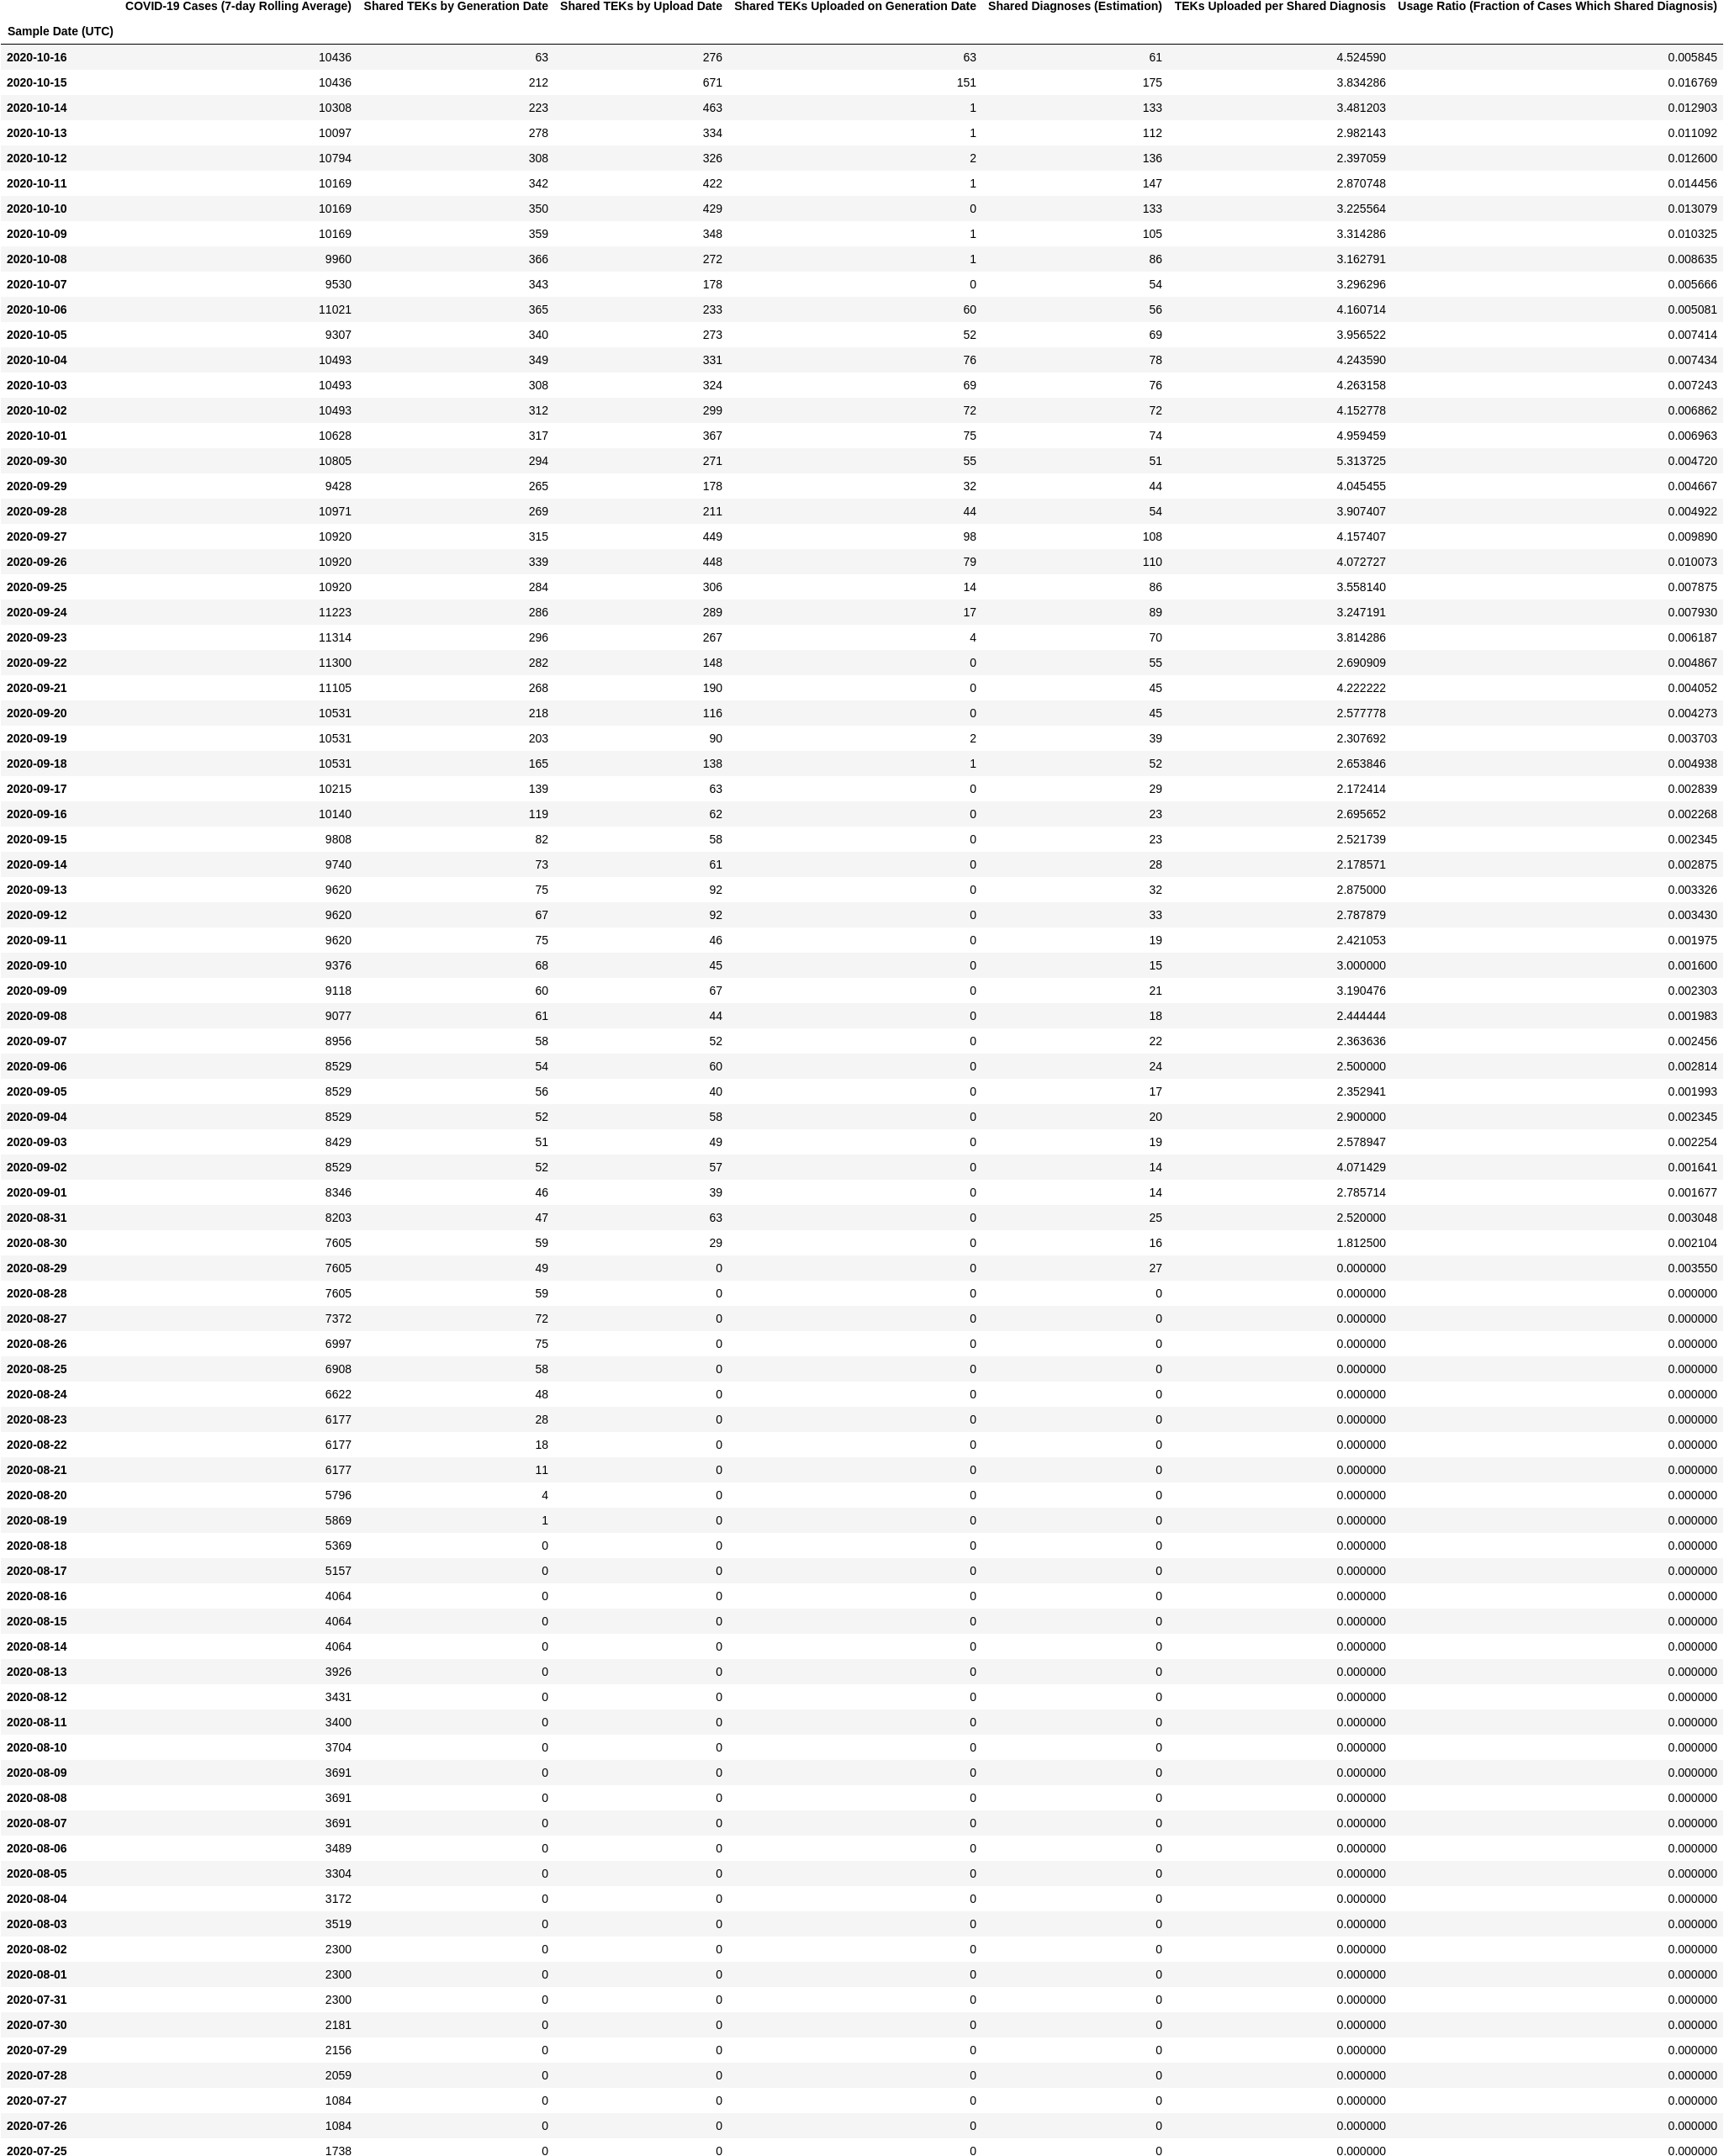 COVID-19 Cases (7-day Rolling Average) Shared TEKs by Generation Date Shared TEKs by Upload Date Shared TEKs Uploaded on Generation Date Shared Diagnoses (Estimation) TEKs Uploaded per Shared Diagnosis Usage Ratio (Fraction of Cases Which Shared Diagnosis)
Sample Date (UTC)
2020-10-16 10436 63 276 63 61 4.524590 0.005845
2020-10-15 10436 212 671 151 175 3.834286 0.016769
2020-10-14 10308 223 463 1 133 3.481203 0.012903
2020-10-13 10097 278 334 1 112 2.982143 0.011092
2020-10-12 10794 308 326 2 136 2.397059 0.012600
2020-10-11 10169 342 422 1 147 2.870748 0.014456
2020-10-10 10169 350 429 0 133 3.225564 0.013079
2020-10-09 10169 359 348 1 105 3.314286 0.010325
2020-10-08 9960 366 272 1 86 3.162791 0.008635
2020-10-07 9530 343 178 0 54 3.296296 0.005666
2020-10-06 11021 365 233 60 56 4.160714 0.005081
2020-10-05 9307 340 273 52 69 3.956522 0.007414
2020-10-04 10493 349 331 76 78 4.243590 0.007434
2020-10-03 10493 308 324 69 76 4.263158 0.007243
2020-10-02 10493 312 299 72 72 4.152778 0.006862
2020-10-01 10628 317 367 75 74 4.959459 0.006963
2020-09-30 10805 294 271 55 51 5.313725 0.004720
2020-09-29 9428 265 178 32 44 4.045455 0.004667
2020-09-28 10971 269 211 44 54 3.907407 0.004922
2020-09-27 10920 315 449 98 108 4.157407 0.009890
2020-09-26 10920 339 448 79 110 4.072727 0.010073
2020-09-25 10920 284 306 14 86 3.558140 0.007875
2020-09-24 11223 286 289 17 89 3.247191 0.007930
2020-09-23 11314 296 267 4 70 3.814286 0.006187
2020-09-22 11300 282 148 0 55 2.690909 0.004867
2020-09-21 11105 268 190 0 45 4.222222 0.004052
2020-09-20 10531 218 116 0 45 2.577778 0.004273
2020-09-19 10531 203 90 2 39 2.307692 0.003703
2020-09-18 10531 165 138 1 52 2.653846 0.004938
2020-09-17 10215 139 63 0 29 2.172414 0.002839
2020-09-16 10140 119 62 0 23 2.695652 0.002268
2020-09-15 9808 82 58 0 23 2.521739 0.002345
2020-09-14 9740 73 61 0 28 2.178571 0.002875
2020-09-13 9620 75 92 0 32 2.875000 0.003326
2020-09-12 9620 67 92 0 33 2.787879 0.003430
2020-09-11 9620 75 46 0 19 2.421053 0.001975
2020-09-10 9376 68 45 0 15 3.000000 0.001600
2020-09-09 9118 60 67 0 21 3.190476 0.002303
2020-09-08 9077 61 44 0 18 2.444444 0.001983
2020-09-07 8956 58 52 0 22 2.363636 0.002456
2020-09-06 8529 54 60 0 24 2.500000 0.002814
2020-09-05 8529 56 40 0 17 2.352941 0.001993
2020-09-04 8529 52 58 0 20 2.900000 0.002345
2020-09-03 8429 51 49 0 19 2.578947 0.002254
2020-09-02 8529 52 57 0 14 4.071429 0.001641
2020-09-01 8346 46 39 0 14 2.785714 0.001677
2020-08-31 8203 47 63 0 25 2.520000 0.003048
2020-08-30 7605 59 29 0 16 1.812500 0.002104
2020-08-29 7605 49 0 0 27 0.000000 0.003550
2020-08-28 7605 59 0 0 0 0.000000 0.000000
2020-08-27 7372 72 0 0 0 0.000000 0.000000
2020-08-26 6997 75 0 0 0 0.000000 0.000000
2020-08-25 6908 58 0 0 0 0.000000 0.000000
2020-08-24 6622 48 0 0 0 0.000000 0.000000
2020-08-23 6177 28 0 0 0 0.000000 0.000000
2020-08-22 6177 18 0 0 0 0.000000 0.000000
2020-08-21 6177 11 0 0 0 0.000000 0.000000
2020-08-20 5796 4 0 0 0 0.000000 0.000000
2020-08-19 5869 1 0 0 0 0.000000 0.000000
2020-08-18 5369 0 0 0 0 0.000000 0.000000
2020-08-17 5157 0 0 0 0 0.000000 0.000000
2020-08-16 4064 0 0 0 0 0.000000 0.000000
2020-08-15 4064 0 0 0 0 0.000000 0.000000
2020-08-14 4064 0 0 0 0 0.000000 0.000000
2020-08-13 3926 0 0 0 0 0.000000 0.000000
2020-08-12 3431 0 0 0 0 0.000000 0.000000
2020-08-11 3400 0 0 0 0 0.000000 0.000000
2020-08-10 3704 0 0 0 0 0.000000 0.000000
2020-08-09 3691 0 0 0 0 0.000000 0.000000
2020-08-08 3691 0 0 0 0 0.000000 0.000000
2020-08-07 3691 0 0 0 0 0.000000 0.000000
2020-08-06 3489 0 0 0 0 0.000000 0.000000
2020-08-05 3304 0 0 0 0 0.000000 0.000000
2020-08-04 3172 0 0 0 0 0.000000 0.000000
2020-08-03 3519 0 0 0 0 0.000000 0.000000
2020-08-02 2300 0 0 0 0 0.000000 0.000000
2020-08-01 2300 0 0 0 0 0.000000 0.000000
2020-07-31 2300 0 0 0 0 0.000000 0.000000
2020-07-30 2181 0 0 0 0 0.000000 0.000000
2020-07-29 2156 0 0 0 0 0.000000 0.000000
2020-07-28 2059 0 0 0 0 0.000000 0.000000
2020-07-27 1084 0 0 0 0 0.000000 0.000000
2020-07-26 1084 0 0 0 0 0.000000 0.000000
2020-07-25 1738 0 0 0 0 0.000000 0.000000